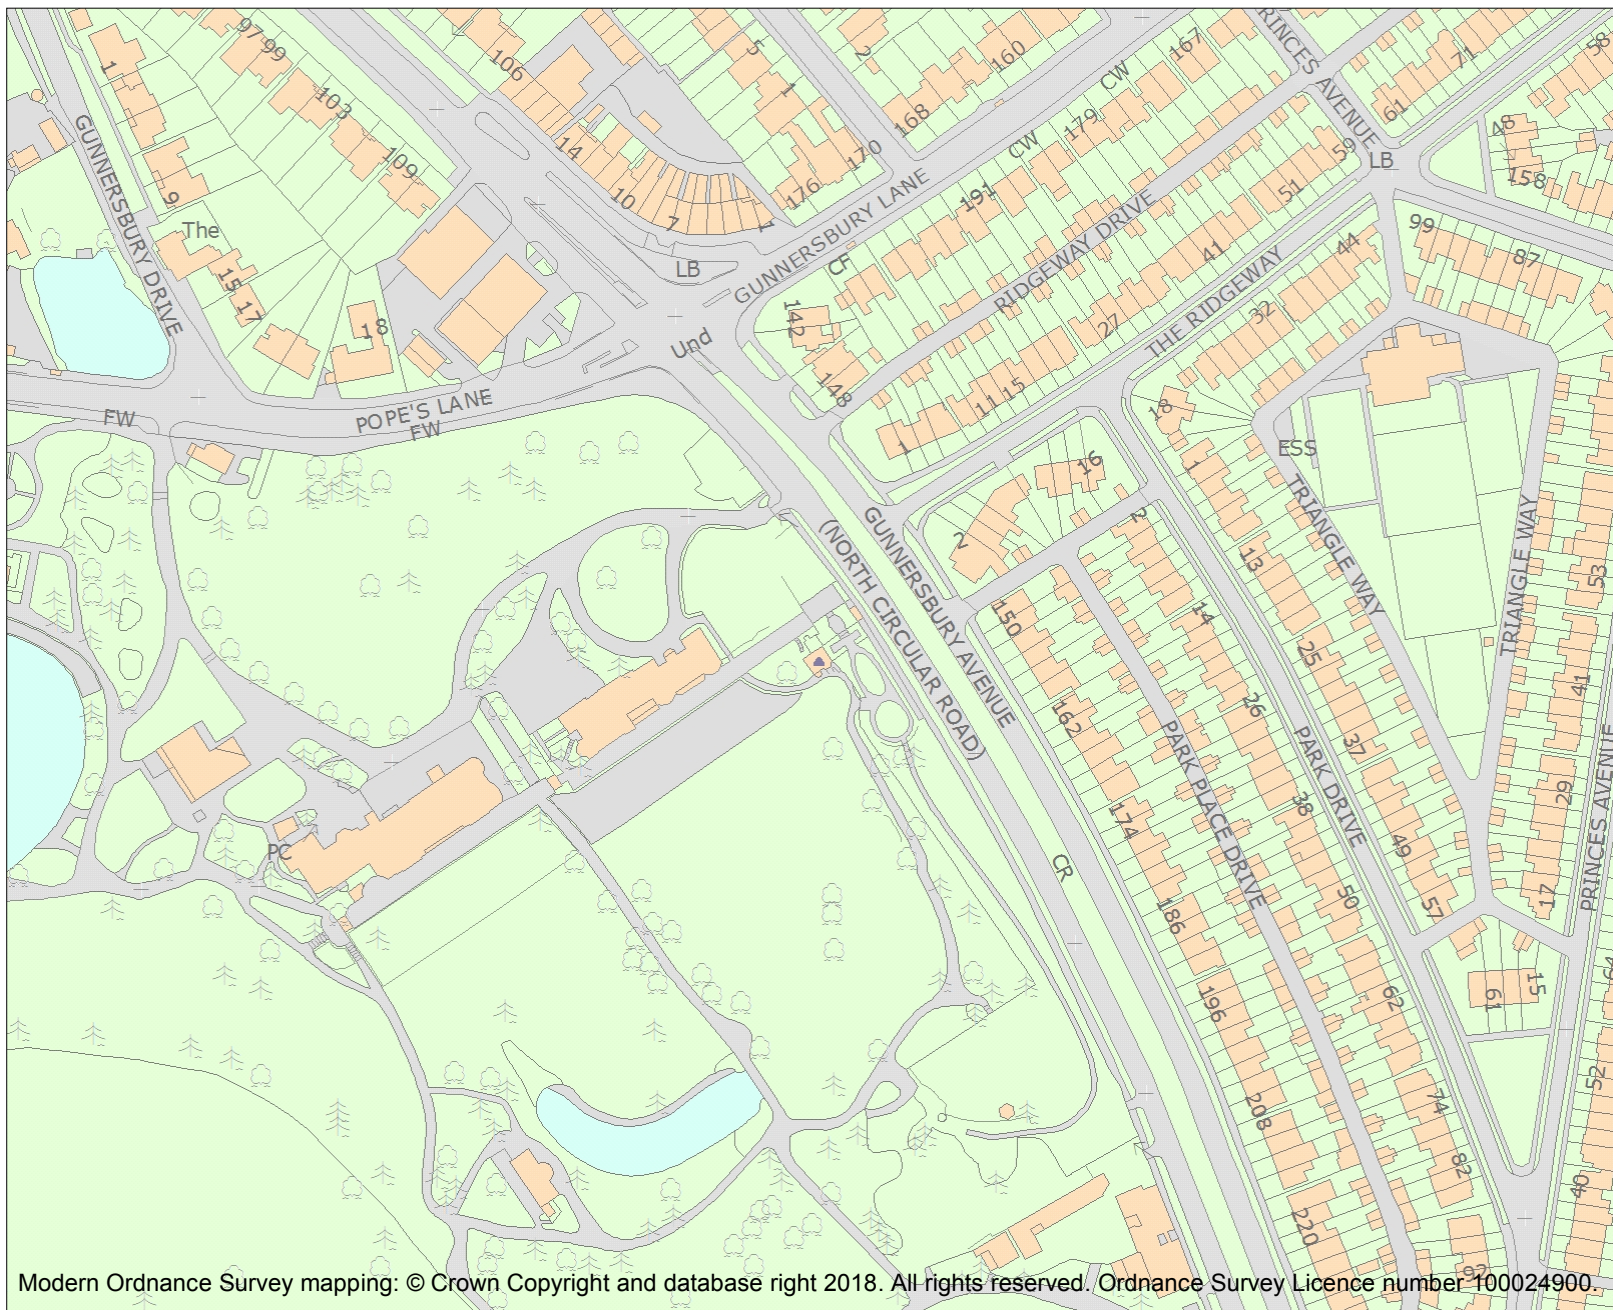 97 99
1
103
109
9
The
15
17
18
GUNNERSBURY DRIVE
FW
POPE'S LANE
FW
106
14
10
7
1
LB
5
1
2
160
168
170
176
GUNNERSBURY LANE
CF
Und
142
148
CW
167
179
CW
191
RIDGEWAY DRIVE
PRINCES AVENUE
71
61
58
59
LB
48
158
51
41
27
11 15
1
THE RIDGEWAY
44
32
99
87
18
16
2
1
2
ESS
TRIANGLE WAY
TRIANGLE WAY
13
14
25
26
37
38
49
50
57
53
41
29
17
PRINCES AVENUE
GUNNERSBURY AVENUE
(NORTH CIRCULAR ROAD)
150
162
174
186
196
208
220
CR
PARK PLACE DRIVE
PARK DRIVE
62
74
82
92
61
15
64
52
40
PC
Modern Ordnance Survey mapping: © Crown Copyright and database right 2018. All rights reserved. Ordnance Survey Licence number 100024900.